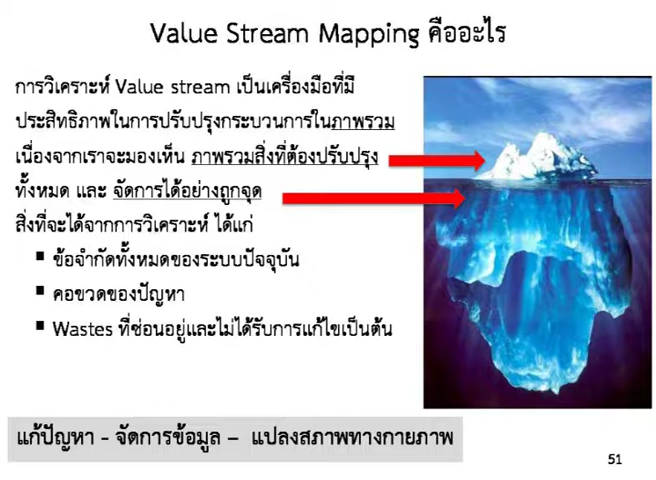 Value Stream Mapping คืออะไร
การวิเคราะห์ Value stream เป็นเครื่องมือที่มี
ประสิทธิภาพในการปรับปรุงกระบวนการในภาพรวม
เนื่องจากเราจะมองเห็น ภาพรวมสิ่งที่ต้องปรับปรุง
ทั้งหมด และ จัดการได้อย่างถูกจุด
สิ่งที่จะได้จากการวิเคราะห์ ได้แก่
▪ ข้อจำกัดทั้งหมดของระบบปัจจุบัน
▪ คอขวดของปัญหา
▪ Wastes ที่ซ่อนอยู่และไม่ได้รับการแก้ไขเป็นต้น
แก้ปัญหา - จัดการข้อมูล – แปลงสภาพทางกายภาพ
51